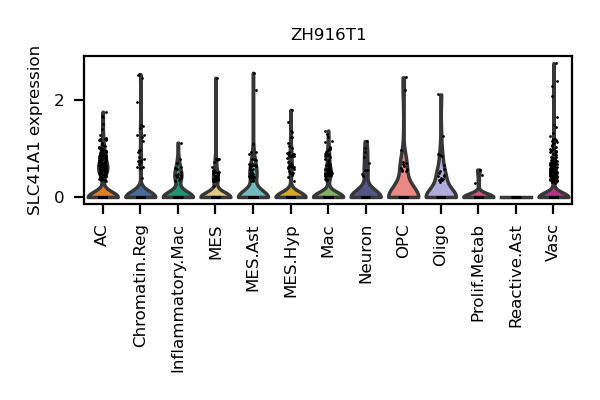 ZH916T1
SLC41A1 expression
2
0
AC
Chromatin.Reg
Inflammatory.Mac
MES
MES.Ast
MES.Hyp
Mac
Neuron
OPC
Oligo
Prolif.Metab
Reactive.Ast
Vasc